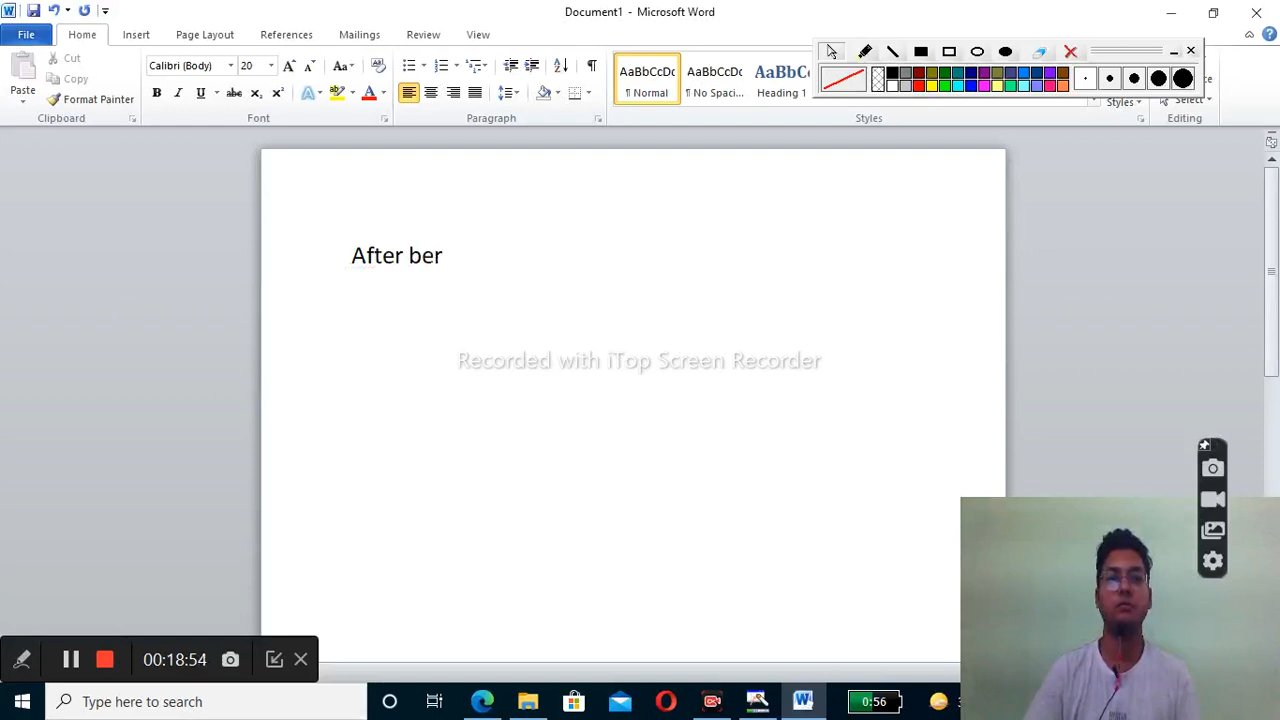 Document1 - Microsoft Word
File Home Insert Page Layout References Mailings Review View
Paste
Cut
Copy
Format Painter
Clipboard
Calibri (Body) 20
Font
Paragraph
AaBbCcDc AaBbCcDc AaBbCc
¶ Normal ¶ No Spaci... Heading 1
Styles
Styles
Select
Editing
After ber
Recorded with iTop Screen Recorder
00:18:54
Type here to search
0:56